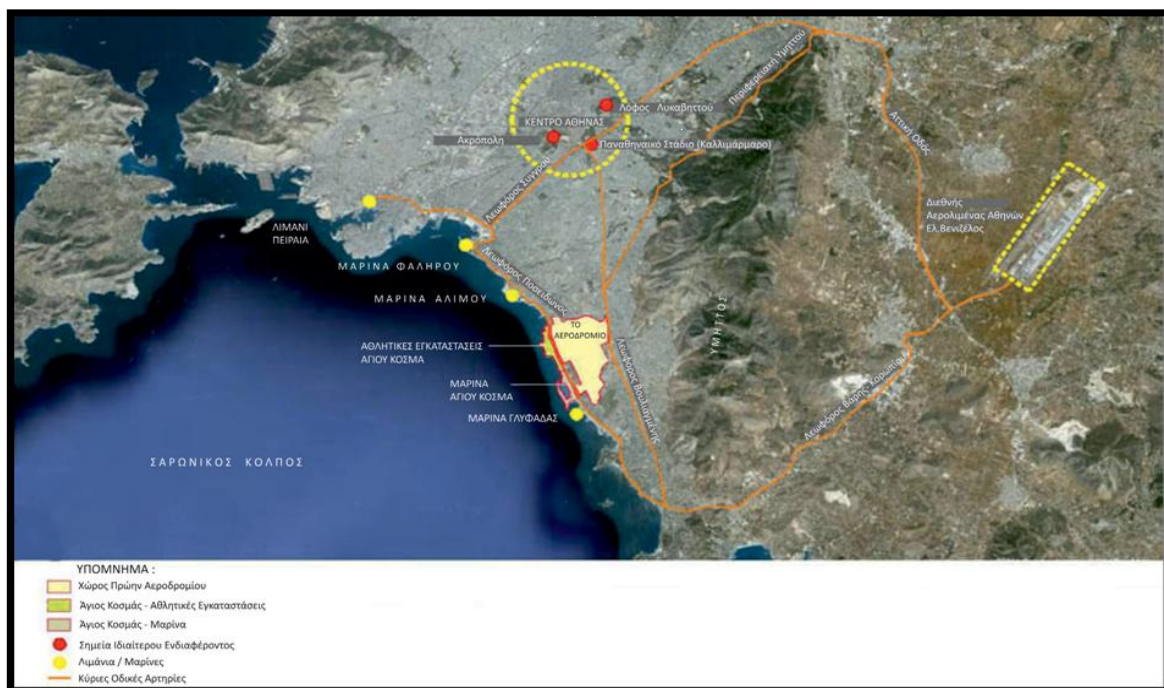 Λόφος Λυκαβηττού
ΚΕΝΤΡΟ ΑΘΗΝΑΣ
Ακρόπολη
Παναθηναικό Στάδιο (Καλλιμάρμαρο)
Περιφερειακή Υμηττού
Αττική Οδός
Λεωφόρος Συγγρού
Διεθνής
Αερολιμένας Αθηνών
Ελ.Βενιζέλος
ΛΙΜΑΝΙ
ΠΕΙΡΑΙΑ
ΜΑΡΙΝΑ ΦΑΛΗΡΟΥ
Λεωφόρος Ποσειδώνος
ΜΑΡΙΝΑ ΑΛΙΜΟΥ
ΥΜΗΤΤΟΣ
ΤΟ
ΑΕΡΟΔΡΟΜΙΟ
ΑΘΛΗΤΙΚΕΣ ΕΓΚΑΤΑΣΤΑΣΕΙΣ
ΑΓΙΟΥ ΚΟΣΜΑ
Λεωφόρος Βουλιαγμένης
Λεωφόρος Βάρης-Κορωπίου
ΜΑΡΙΝΑ
ΑΓΙΟΥ ΚΟΣΜΑ
ΜΑΡΙΝΑ ΓΛΥΦΑΔΑΣ
ΣΑΡΩΝΙΚΟΣ ΚΟΛΠΟΣ
ΥΠΟΜΝΗΜΑ :
Χώρος Πρώην Αεροδρομίου
Άγιος Κοσμάς - Αθλητικές Εγκαταστάσεις
Άγιος Κοσμάς - Μαρίνα
Σημεία Ιδιαίτερου Ενδιαφέροντος
Λιμάνια / Μαρίνες
Κύριες Οδικές Αρτηρίες